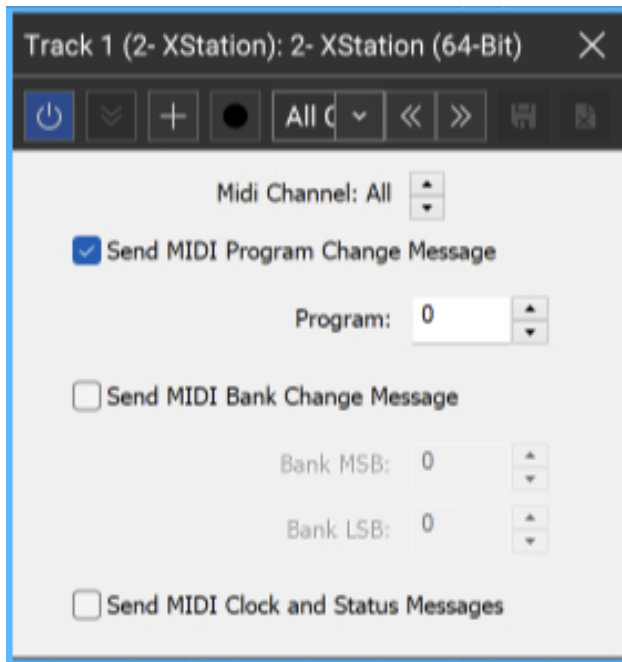 Track 1 (2- XStation): 2- XStation (64-Bit)
All
Midi Channel: All
Send MIDI Program Change Message
Program: 0
Send MIDI Bank Change Message
Bank MSB: 0
Bank LSB: 0
Send MIDI Clock and Status Messages